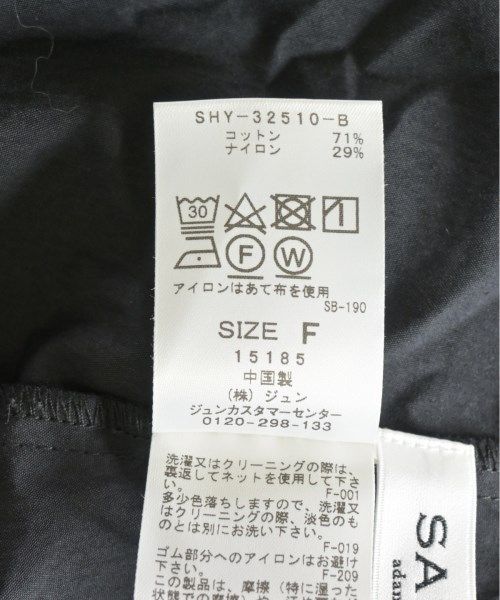 SHY-32510-B
コットン 71%
ナイロン 29%
30
F W
アイロンはあて布を使用
SB-190
SIZE F
15185
中国製
(株) ジュン
ジュンカスタマーセンター
0120-298-133
洗濯又はクリーニングの際は、
裏返してネットを使用して下さ
い。
F-001
多少色落ちしますので、洗濯又
はクリーニングの際、淡色のも
のとは別にお洗い下さい。
F-019
ゴム部分へのアイロンはお避け
下さい。
F-209
この製品は、摩擦（特に湿った
SA
adam